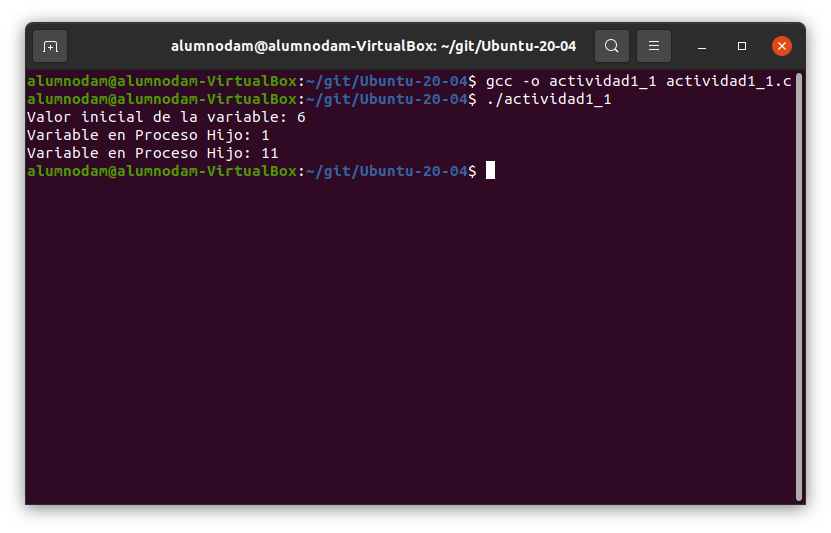 alumnodam@alumnodam-VirtualBox: ~/git/Ubuntu-20-04
alumnodam@alumnodam-VirtualBox:~/git/Ubuntu-20-04$ gcc -o actividad1_1 actividad1_1.c
alumnodam@alumnodam-VirtualBox:~/git/Ubuntu-20-04$ ./actividad1_1
Valor inicial de la variable: 6
Variable en Proceso Hijo: 1
Variable en Proceso Hijo: 11
alumnodam@alumnodam-VirtualBox:~/git/Ubuntu-20-04$